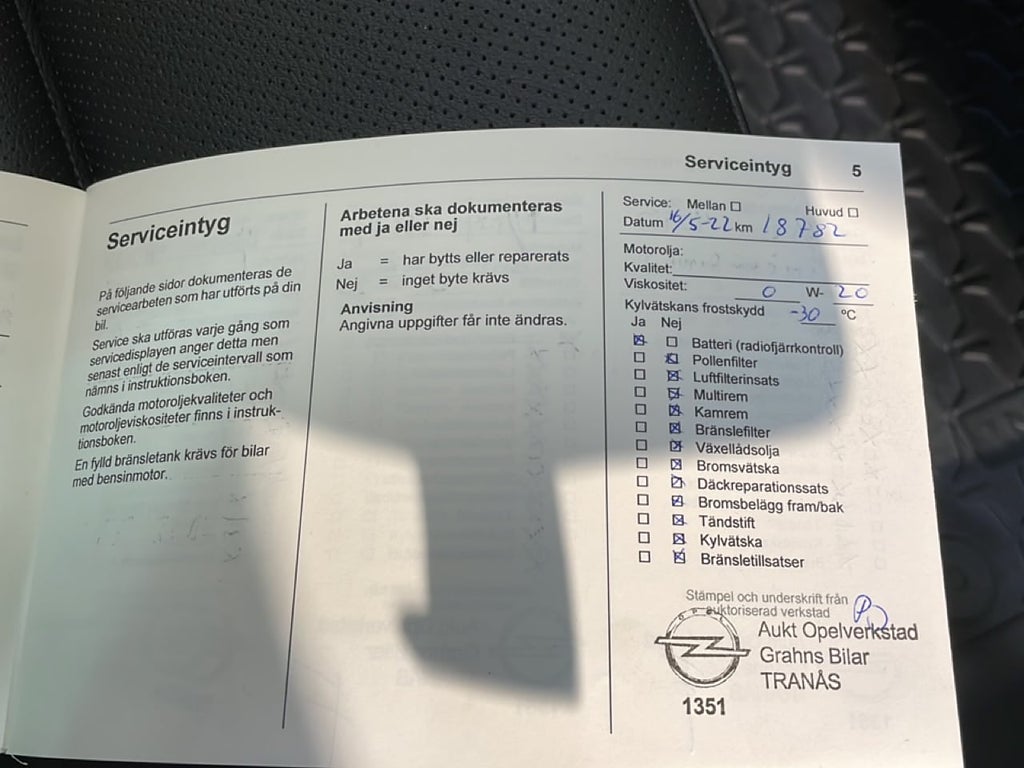 Serviceintyg 5
Serviceintyg
På följande sidor dokumenteras de
servicearbeten som har utförts på din
bil.
Service ska utföras varje gång som
servicedisplayen anger detta men
senast enligt de serviceintervall som
nämns i instruktionsboken.
Godkända motoroljekvaliteter och
motoroljeviskositeter finns i instruk-
tionsboken.
En fylld bränsletank krävs för bilar
med bensinmotor.
Arbetena ska dokumenteras
med ja eller nej
Ja = har bytts eller reparerats
Nej = inget byte krävs
Anvisning
Angivna uppgifter får inte ändras.
Service: Mellan ☐ Huvud ☐
Datum 16/5-22 km 18782
Motorolja:
Kvalitet:
Viskositet: 0 W- 20
Kylvätskans frostskydd -30 °C
Ja Nej
☒ ☐ Batteri (radiofjärrkontroll)
☐ ☒ Pollenfilter
☐ ☒ Luftfilterinsats
☐ ☒ Multirem
☐ ☒ Kamrem
☐ ☒ Bränslefilter
☐ ☒ Växellådsolja
☐ ☒ Bromsvätska
☐ ☒ Däckreparationssats
☐ ☒ Bromsbelägg fram/bak
☐ ☒ Tändstift
☐ ☒ Kylvätska
☐ ☒ Bränsletillsatser
Stämpel och underskrift från
auktoriserad verkstad
OPEL
Aukt Opelverkstad
Grahns Bilar
TRANÅS
1351